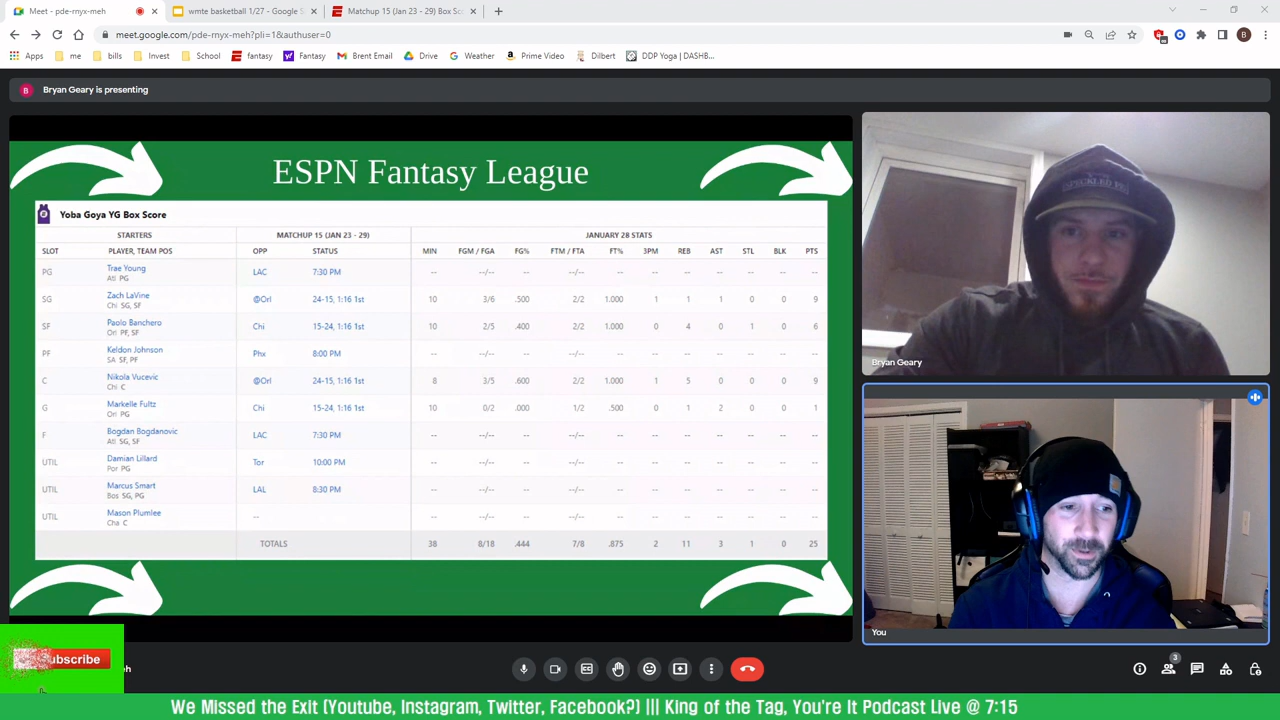 Meet - pde-rnyx-meh
wmte basketball 1/27 - Google S
Matchup 15 (Jan 23 - 29) Box Sco
meet.google.com/pde-rnyx-meh?pli=1&authuser=0
B
Apps me bills Invest School fantasy Fantasy Brent Email Drive Weather Prime Video Dilbert DDP Yoga | DASHB...
B Bryan Geary is presenting
ESPN Fantasy League
Yoba Goya YG Box Score
STARTERS MATCHUP 15 (JAN 23 - 29) JANUARY 28 STATS
SLOT PLAYER, TEAM POS OPP STATUS MIN FGM / FGA FG% FTM / FTA FT% 3PM REB AST STL BLK PTS
PG Trae Young LAC 7:30 PM -- --/-- -- --/-- -- -- -- -- -- -- --
Atl PG
SG Zach LaVine @Orl 24-15, 1:16 1st 10 3/6 .500 2/2 1.000 1 1 1 0 0 9
Chi SG, SF
SF Paolo Banchero Chi 15-24, 1:16 1st 10 2/5 .400 2/2 1.000 0 4 0 1 0 6
Orl PF, SF
PF Keldon Johnson Phx 8:00 PM -- --/-- -- --/-- -- -- -- -- -- -- --
SA SF, PF
C Nikola Vucevic @Orl 24-15, 1:16 1st 8 3/5 .600 2/2 1.000 1 5 0 0 0 9
Chi C
G Markelle Fultz Chi 15-24, 1:16 1st 10 0/2 .000 1/2 .500 0 1 2 0 0 1
Orl PG
F Bogdan Bogdanovic LAC 7:30 PM -- --/-- -- --/-- -- -- -- -- -- -- --
Atl SG, SF
UTIL Damian Lillard Tor 10:00 PM -- --/-- -- --/-- -- -- -- -- -- -- --
Por PG
UTIL Marcus Smart LAL 8:30 PM -- --/-- -- --/-- -- -- -- -- -- -- --
Bos SG, PG
UTIL Mason Plumlee -- -- --/-- -- --/-- -- -- -- -- -- -- --
Cha C
TOTALS 38 8/18 .444 7/8 .875 2 11 3 1 0 25
Bryan Geary
You
ubscribe
eh
3
We Missed the Exit (Youtube, Instagram, Twitter, Facebook?) ||| King of the Tag, You're It Podcast Live @ 7:15